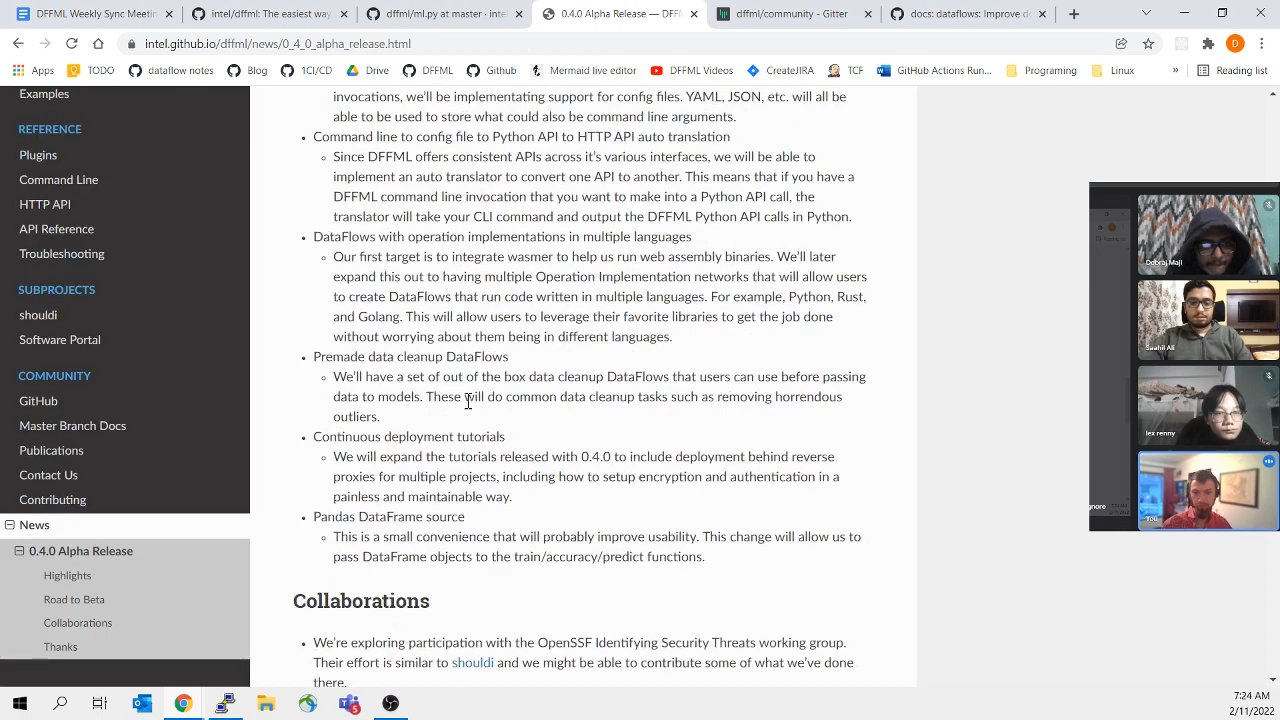 DFFML Weekly Sync Meetin
intel/dffml: The easiest way
dffml/ml.py at master · intel
0.4.0 Alpha Release — DFFM
dffml/community - Gitter
docs: dataflows: Improve d
intel.github.io/dffml/news/0_4_0_alpha_release.html
Apps
TODO
dataflow notes
Blog
1CI/CD
Drive
DFFML
Github
Mermaid live editor
DFFML Videos
CreateJIRA
TCF
GitHub Actions Run...
Programing
Linux
»
Reading list
Examples
REFERENCE
Plugins
Command Line
HTTP API
API Reference
Troubleshooting
SUBPROJECTS
shouldi
Software Portal
COMMUNITY
GitHub
Master Branch Docs
Publications
Contact Us
Contributing
News
0.4.0 Alpha Release
Highlights
Road to Beta
Collaborations
Thanks
invocations, we'll be implementating support for config files. YAML, JSON, etc. will all be
able to be used to store what could also be command line arguments.
Command line to config file to Python API to HTTP API auto translation
Since DFFML offers consistent APIs across it's various interfaces, we will be able to
implement an auto translator to convert one API to another. This means that if you have a
DFFML command line invocation that you want to make into a Python API call, the
translator will take your CLI command and output the DFFML Python API calls in Python.
DataFlows with operation implementations in multiple languages
Our first target is to integrate wasmer to help us run web assembly binaries. We'll later
expand this out to having multiple Operation Implementation networks that will allow users
to create DataFlows that run code written in multiple languages. For example, Python, Rust,
and Golang. This will allow users to leverage their favorite libraries to get the job done
without worrying about them being in different languages.
Premade data cleanup DataFlows
We'll have a set of out of the box data cleanup DataFlows that users can use before passing
data to models. These will do common data cleanup tasks such as removing horrendous
outliers.
Continuous deployment tutorials
We will expand the tutorials released with 0.4.0 to include deployment behind reverse
proxies for multiple projects, including how to setup encryption and authentication in a
painless and maintainable way.
Pandas DataFrame source
This is a small convenience that will probably improve usability. This change will allow us to
pass DataFrame objects to the train/accuracy/predict functions.
Collaborations
We're exploring participation with the OpenSSF Identifying Security Threats working group.
Their effort is similar to shouldi and we might be able to contribute some of what we've done
there.
Dobraj Maji
Saahil Ali
lex renny
You
gnore
7:24 AM
2/11/2022